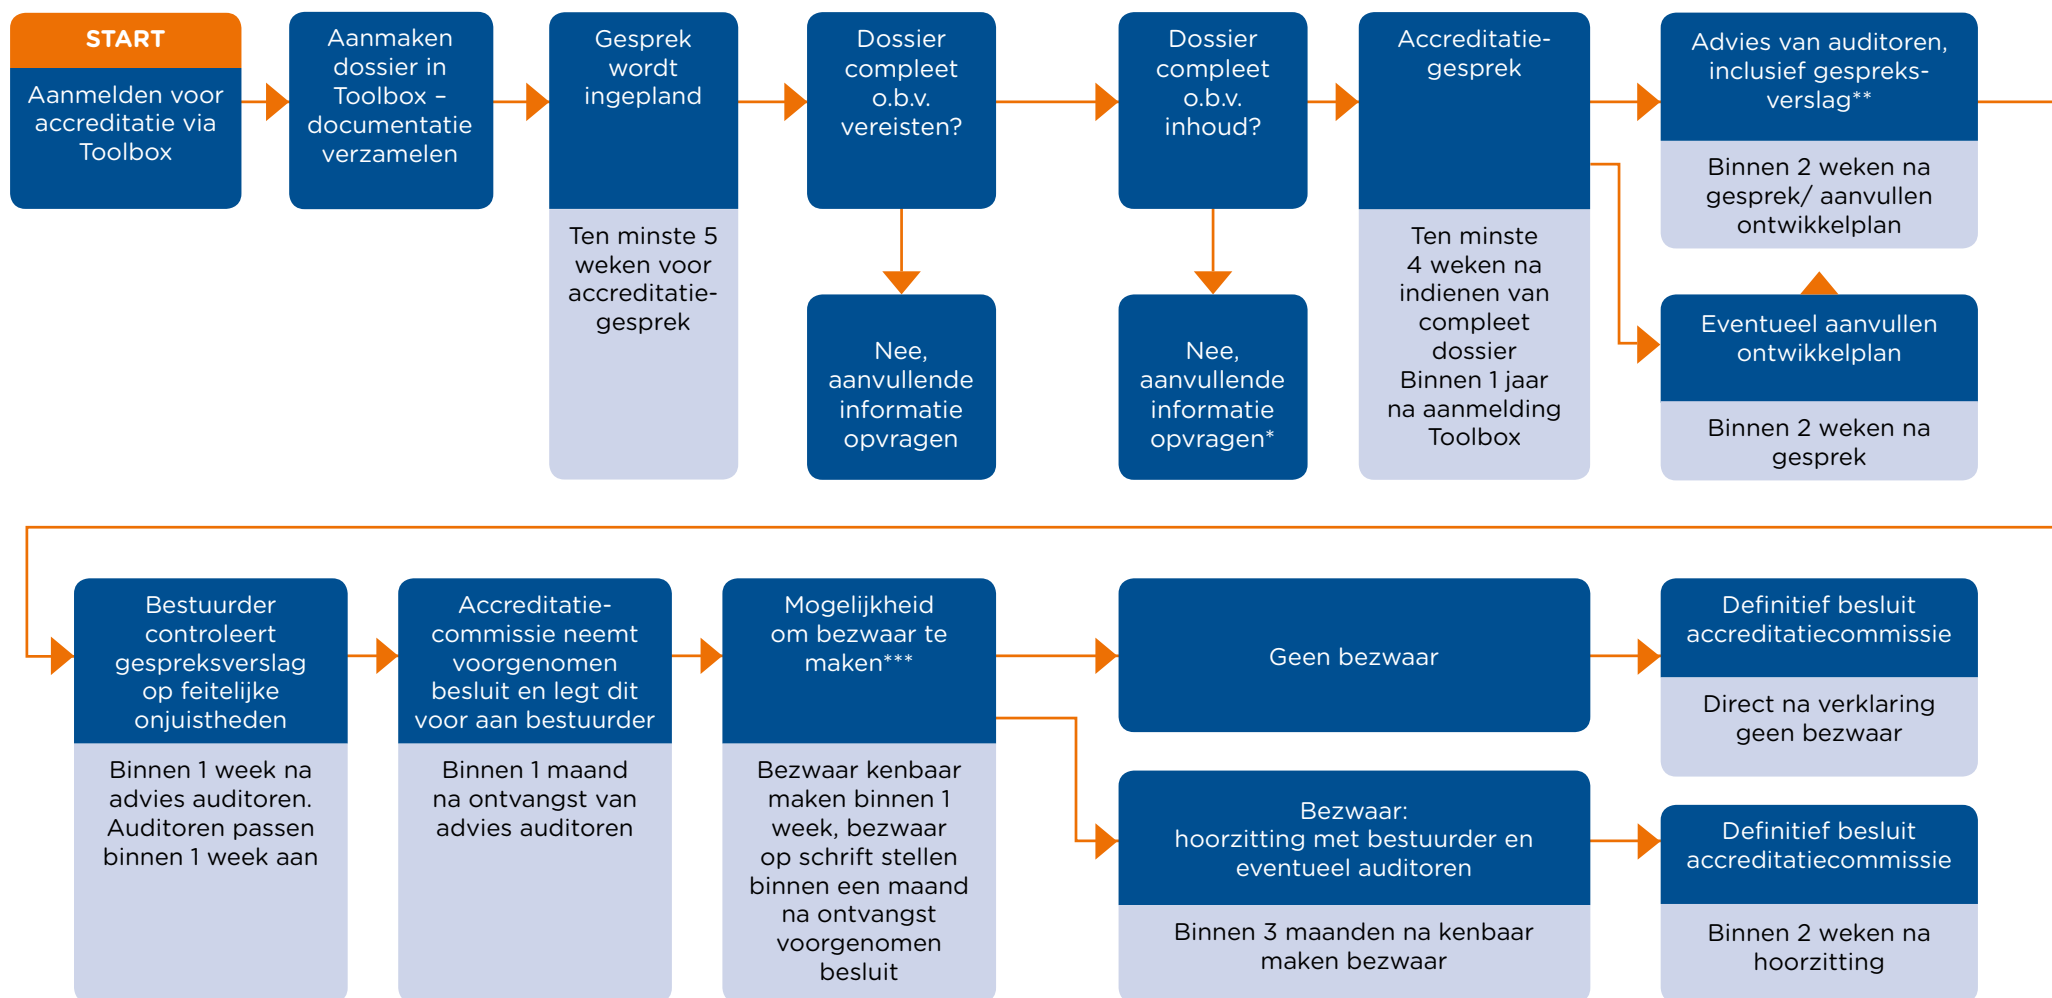 START
Aanmelden voor
accreditatie via
Toolbox
Aanmaken
dossier in
Toolbox –
documentatie
verzamelen
Gesprek
wordt
ingepland
Ten minste 5
weken voor
accreditatie-
gesprek
Dossier
compleet
o.b.v.
vereisten?
Nee,
aanvullende
informatie
opvragen
Dossier
compleet
o.b.v.
inhoud?
Nee,
aanvullende
informatie
opvragen*
Accreditatie-
gesprek
Ten minste
4 weken na
indienen van
compleet
dossier
Binnen 1 jaar
na aanmelding
Toolbox
Advies van auditoren,
inclusief gespreks-
verslag**
Binnen 2 weken na
gesprek/ aanvullen
ontwikkelplan
Eventueel aanvullen
ontwikkelplan
Binnen 2 weken na
gesprek
Bestuurder
controleert
gespreksverslag
op feitelijke
onjuistheden
Binnen 1 week na
advies auditoren.
Auditoren passen
binnen 1 week aan
Accreditatie-
commissie neemt
voorgenomen
besluit en legt dit
voor aan bestuurder
Binnen 1 maand
na ontvangst van
advies auditoren
Mogelijkheid
om bezwaar te
maken***
Bezwaar kenbaar
maken binnen 1
week, bezwaar
op schrift stellen
binnen een maand
na ontvangst
voorgenomen
besluit
Geen bezwaar
Definitief besluit
accreditatiecommissie
Direct na verklaring
geen bezwaar
Bezwaar:
hoorzitting met bestuurder en
eventueel auditoren
Binnen 3 maanden na kenbaar
maken bezwaar
Definitief besluit
accreditatiecommissie
Binnen 2 weken na
hoorzitting